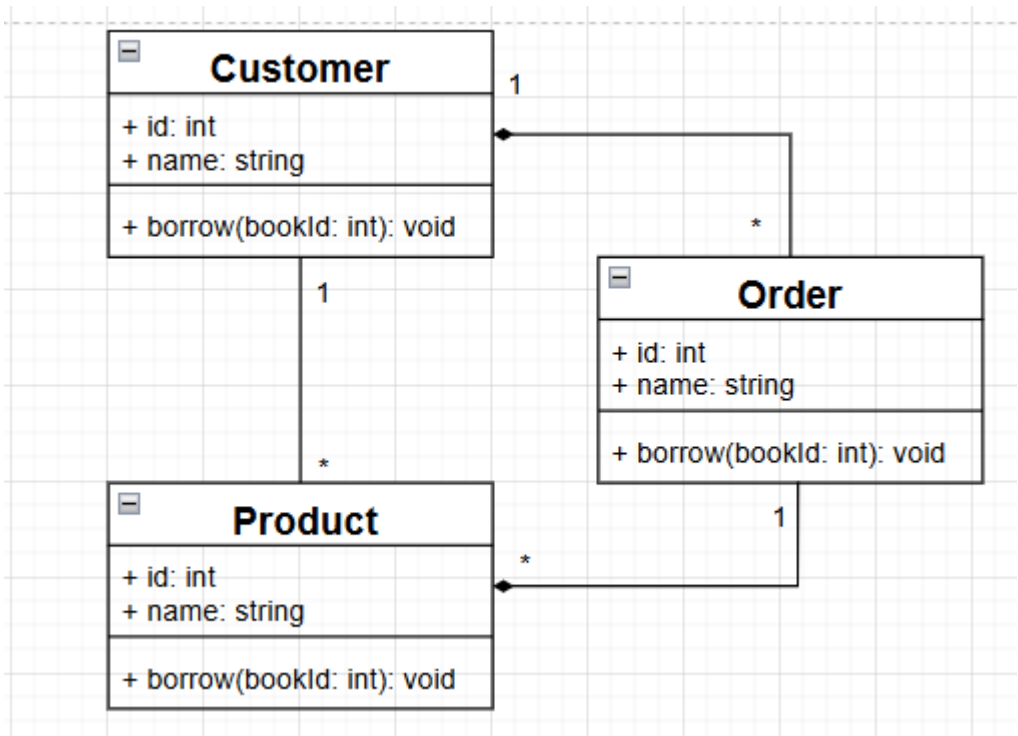 Customer
+ id: int
+ name: string
+ borrow(bookId: int): void
1
*
Order
+ id: int
+ name: string
+ borrow(bookId: int): void
1
*
Product
+ id: int
+ name: string
+ borrow(bookId: int): void
1
*